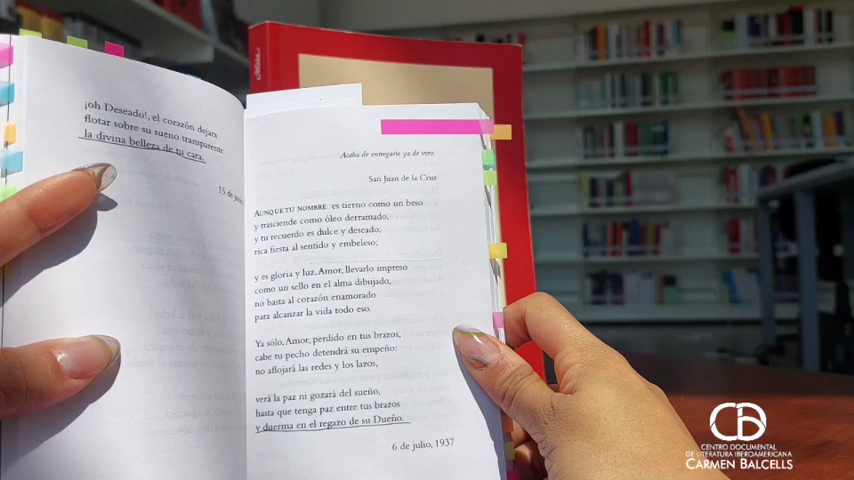 ¡oh Deseado!, el corazón dejara
flotar sobre su sueño transparente
la divina belleza de tu cara.
15 de
Acaba de entregarte ya de vero.
San Juan de la Cruz
AUNQUE TU NOMBRE es tierno como un beso
y trasciende como óleo derramado,
y tu recuerdo es dulce y deseado,
rica fiesta al sentido y embeleso;
y es gloria y luz, Amor, llevarlo impreso
como un sello en el alma dibujado,
no basta al corazón enamorado
para alcanzar la vida todo eso.
Ya sólo, Amor, perdido en tus brazos,
cabe tu pecho detendrá su empeño:
no aflojará las redes y los lazos,
verá la paz ni gozará del sueño,
hasta que tenga paz entre tus brazos
y duerma en el regazo de su Dueño.
6 de julio, 1937
CENTRO DOCUMENTAL
DE LITERATURA IBEROAMERICANA
CARMEN BALCELLS